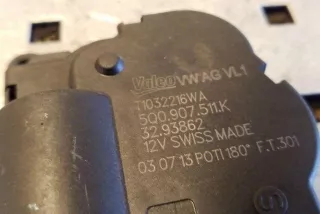 Valeo VW AG VL1
T1032216WA
5Q0.907.511.K
32.93862
12V SWISS MADE
03 07 13 POTI 180° F.T.301